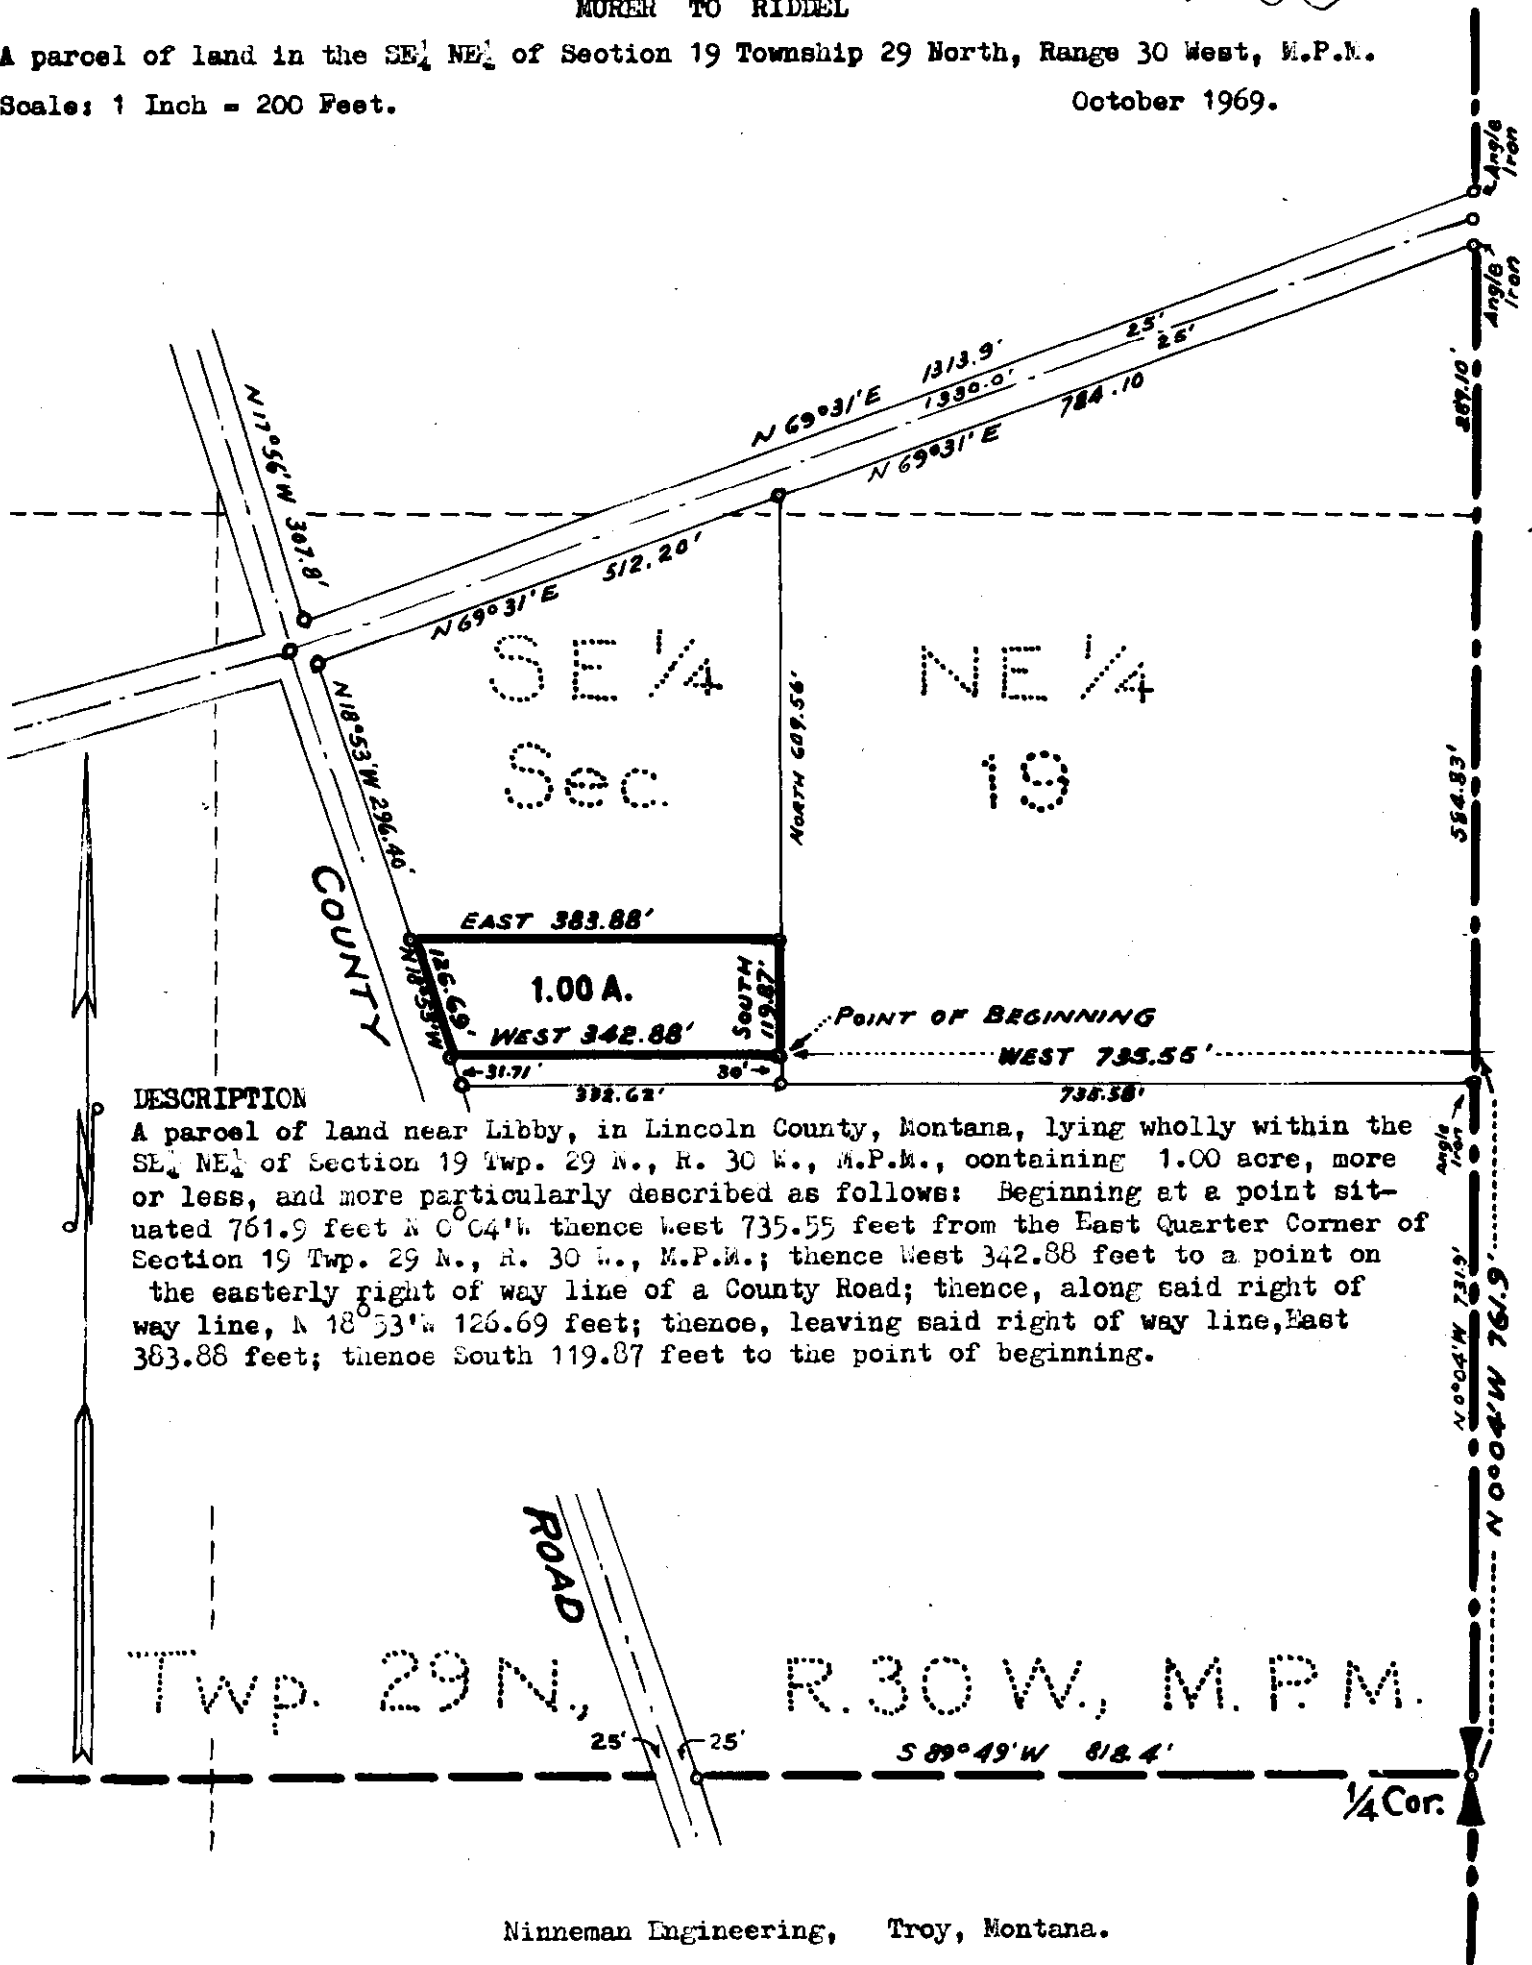 MURER TO RIDDEL
A parcel of land in the SE¼ NE¼ of Section 19 Township 29 North, Range 30 West, M.P.M.
Scale: 1 Inch = 200 Feet.
October 1969.
Angle Iron
Angle Iron
25'
25'
N 69°31'E 1313.9'
1330.0'
N 69°31'E 784.10
289.10'
N 17°56'W 307.8'
N 69°31'E 512.20'
SE ¼ NE ¼
Sec. 19
N 18°53'W 296.40'
NORTH 609.56'
584.83'
COUNTY
EAST 383.88'
N 18°53'W 126.69'
1.00 A.
SOUTH 119.87'
WEST 342.88'
POINT OF BEGINNING
WEST 735.55'
31.71'
30'
332.62'
735.58'
Angle Iron
DESCRIPTION
A parcel of land near Libby, in Lincoln County, Montana, lying wholly within the
SE¼ NE¼ of Section 19 Twp. 29 N., R. 30 W., M.P.M., containing 1.00 acre, more
or less, and more particularly described as follows: Beginning at a point sit-
uated 761.9 feet N 0°04'W thence West 735.55 feet from the East Quarter Corner of
Section 19 Twp. 29 N., R. 30 W., M.P.M.; thence West 342.88 feet to a point on
the easterly right of way line of a County Road; thence, along said right of
way line, N 18°53'W 126.69 feet; thence, leaving said right of way line, East
383.88 feet; thence South 119.87 feet to the point of beginning.
N 0°04'W 731.9'
N 0°04'W 761.9'
N
ROAD
Twp. 29 N., R. 30 W., M.P.M.
25' 25'
S 89°49'W 818.4'
¼ Cor.
Ninneman Engineering, Troy, Montana.